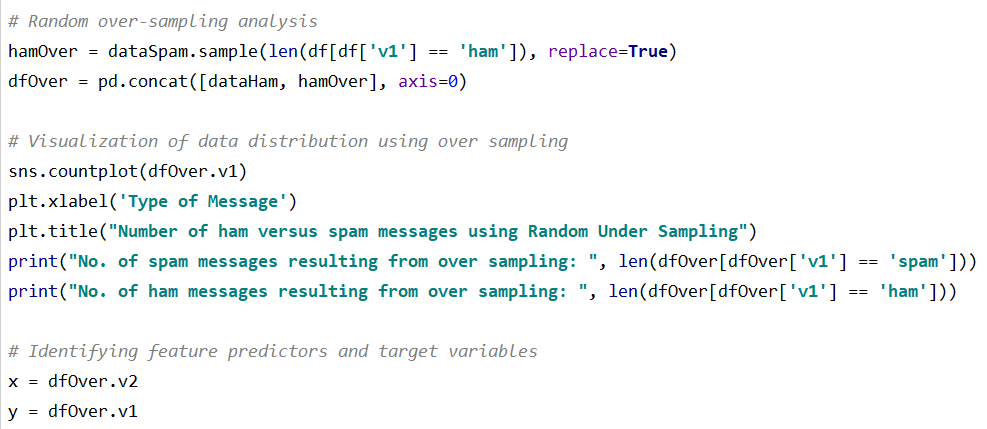 # Random over-sampling analysis
hamOver = dataSpam.sample(len(df[df['v1'] == 'ham']), replace=True)
dfOver = pd.concat([dataHam, hamOver], axis=0)
# Visualization of data distribution using over sampling
sns.countplot(dfOver.v1)
plt.xlabel('Type of Message')
plt.title("Number of ham versus spam messages using Random Under Sampling")
print("No. of spam messages resulting from over sampling: ", len(dfOver[dfOver['v1'] == 'spam']))
print("No. of ham messages resulting from over sampling: ", len(dfOver[dfOver['v1'] == 'ham']))
# Identifying feature predictors and target variables
x = dfOver.v2
y = dfOver.v1